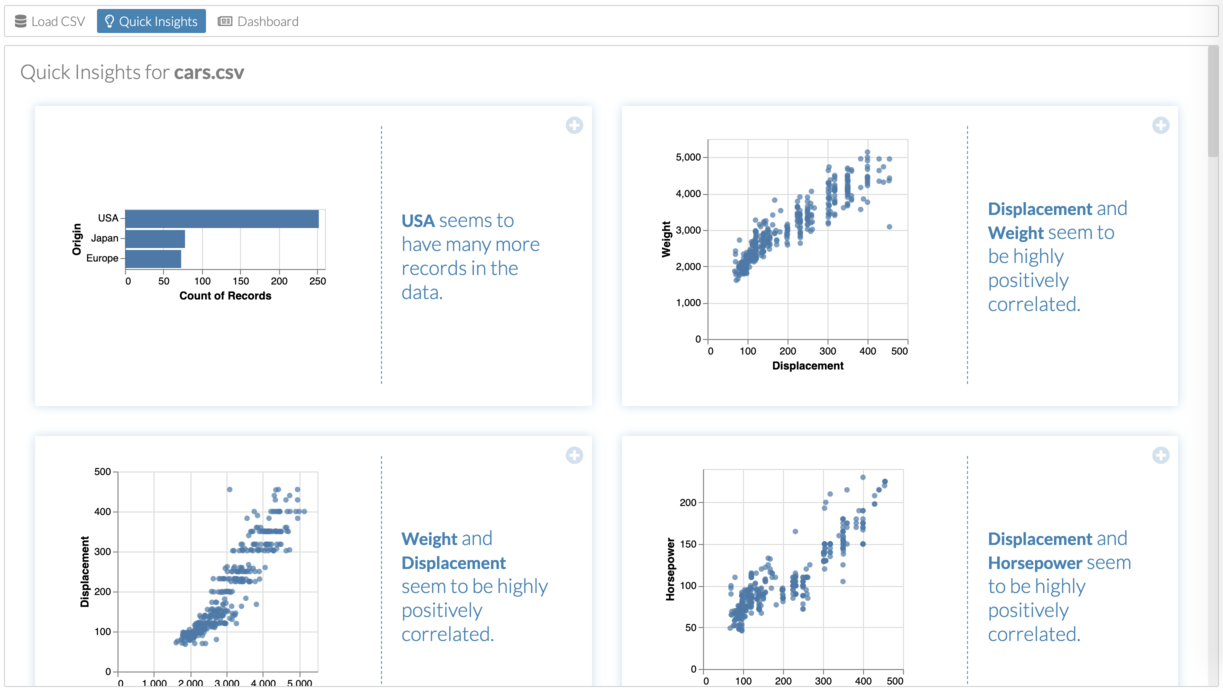 Load CSV Quick Insights Dashboard
Quick Insights for cars.csv
Origin
USA
Japan
Europe
0 50 100 150 200 250
Count of Records
USA seems to
have many more
records in the
data.
Weight
5,000
4,000
3,000
2,000
1,000
0
0 100 200 300 400 500
Displacement
Displacement and
Weight seem to
be highly
positively
correlated.
Displacement
500
400
300
200
100
0
0 1,000 2,000 3,000 4,000 5,000
Weight and
Displacement
seem to be highly
positively
correlated.
Horsepower
200
150
100
50
0
0 100 200 300 400 500
Displacement and
Horsepower seem
to be highly
positively
correlated.